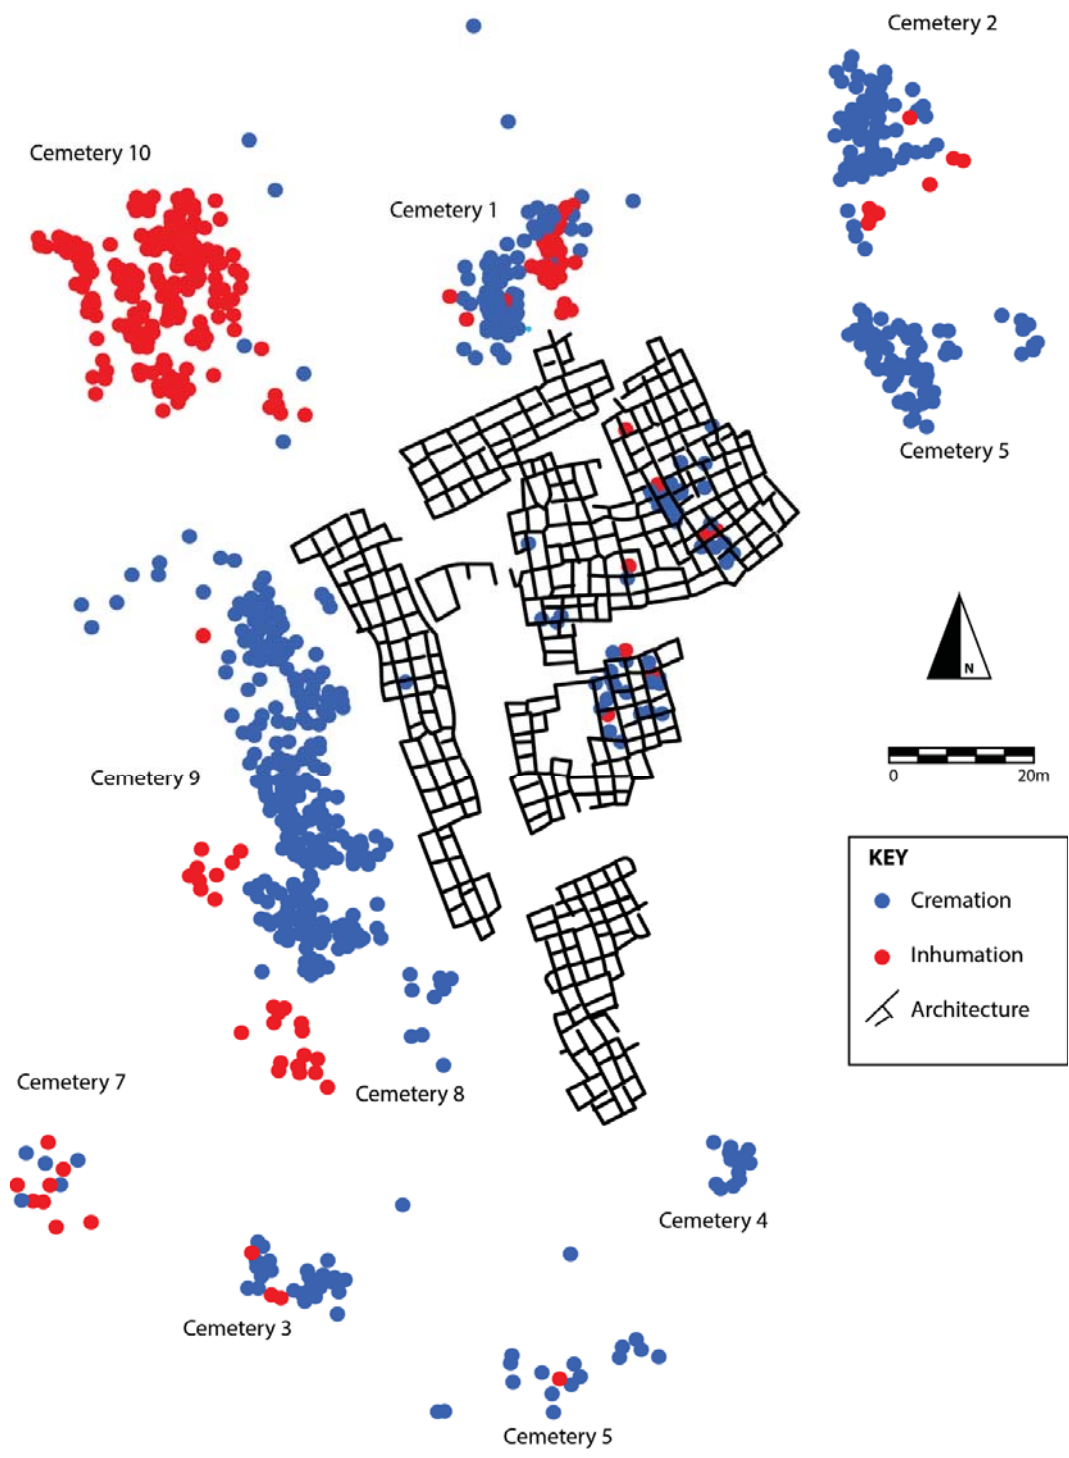 Cemetery 2
Cemetery 10
Cemetery 1
Cemetery 5
N
0 20m
Cemetery 9
KEY
Cremation
Inhumation
Architecture
Cemetery 7
Cemetery 8
Cemetery 4
Cemetery 3
Cemetery 5